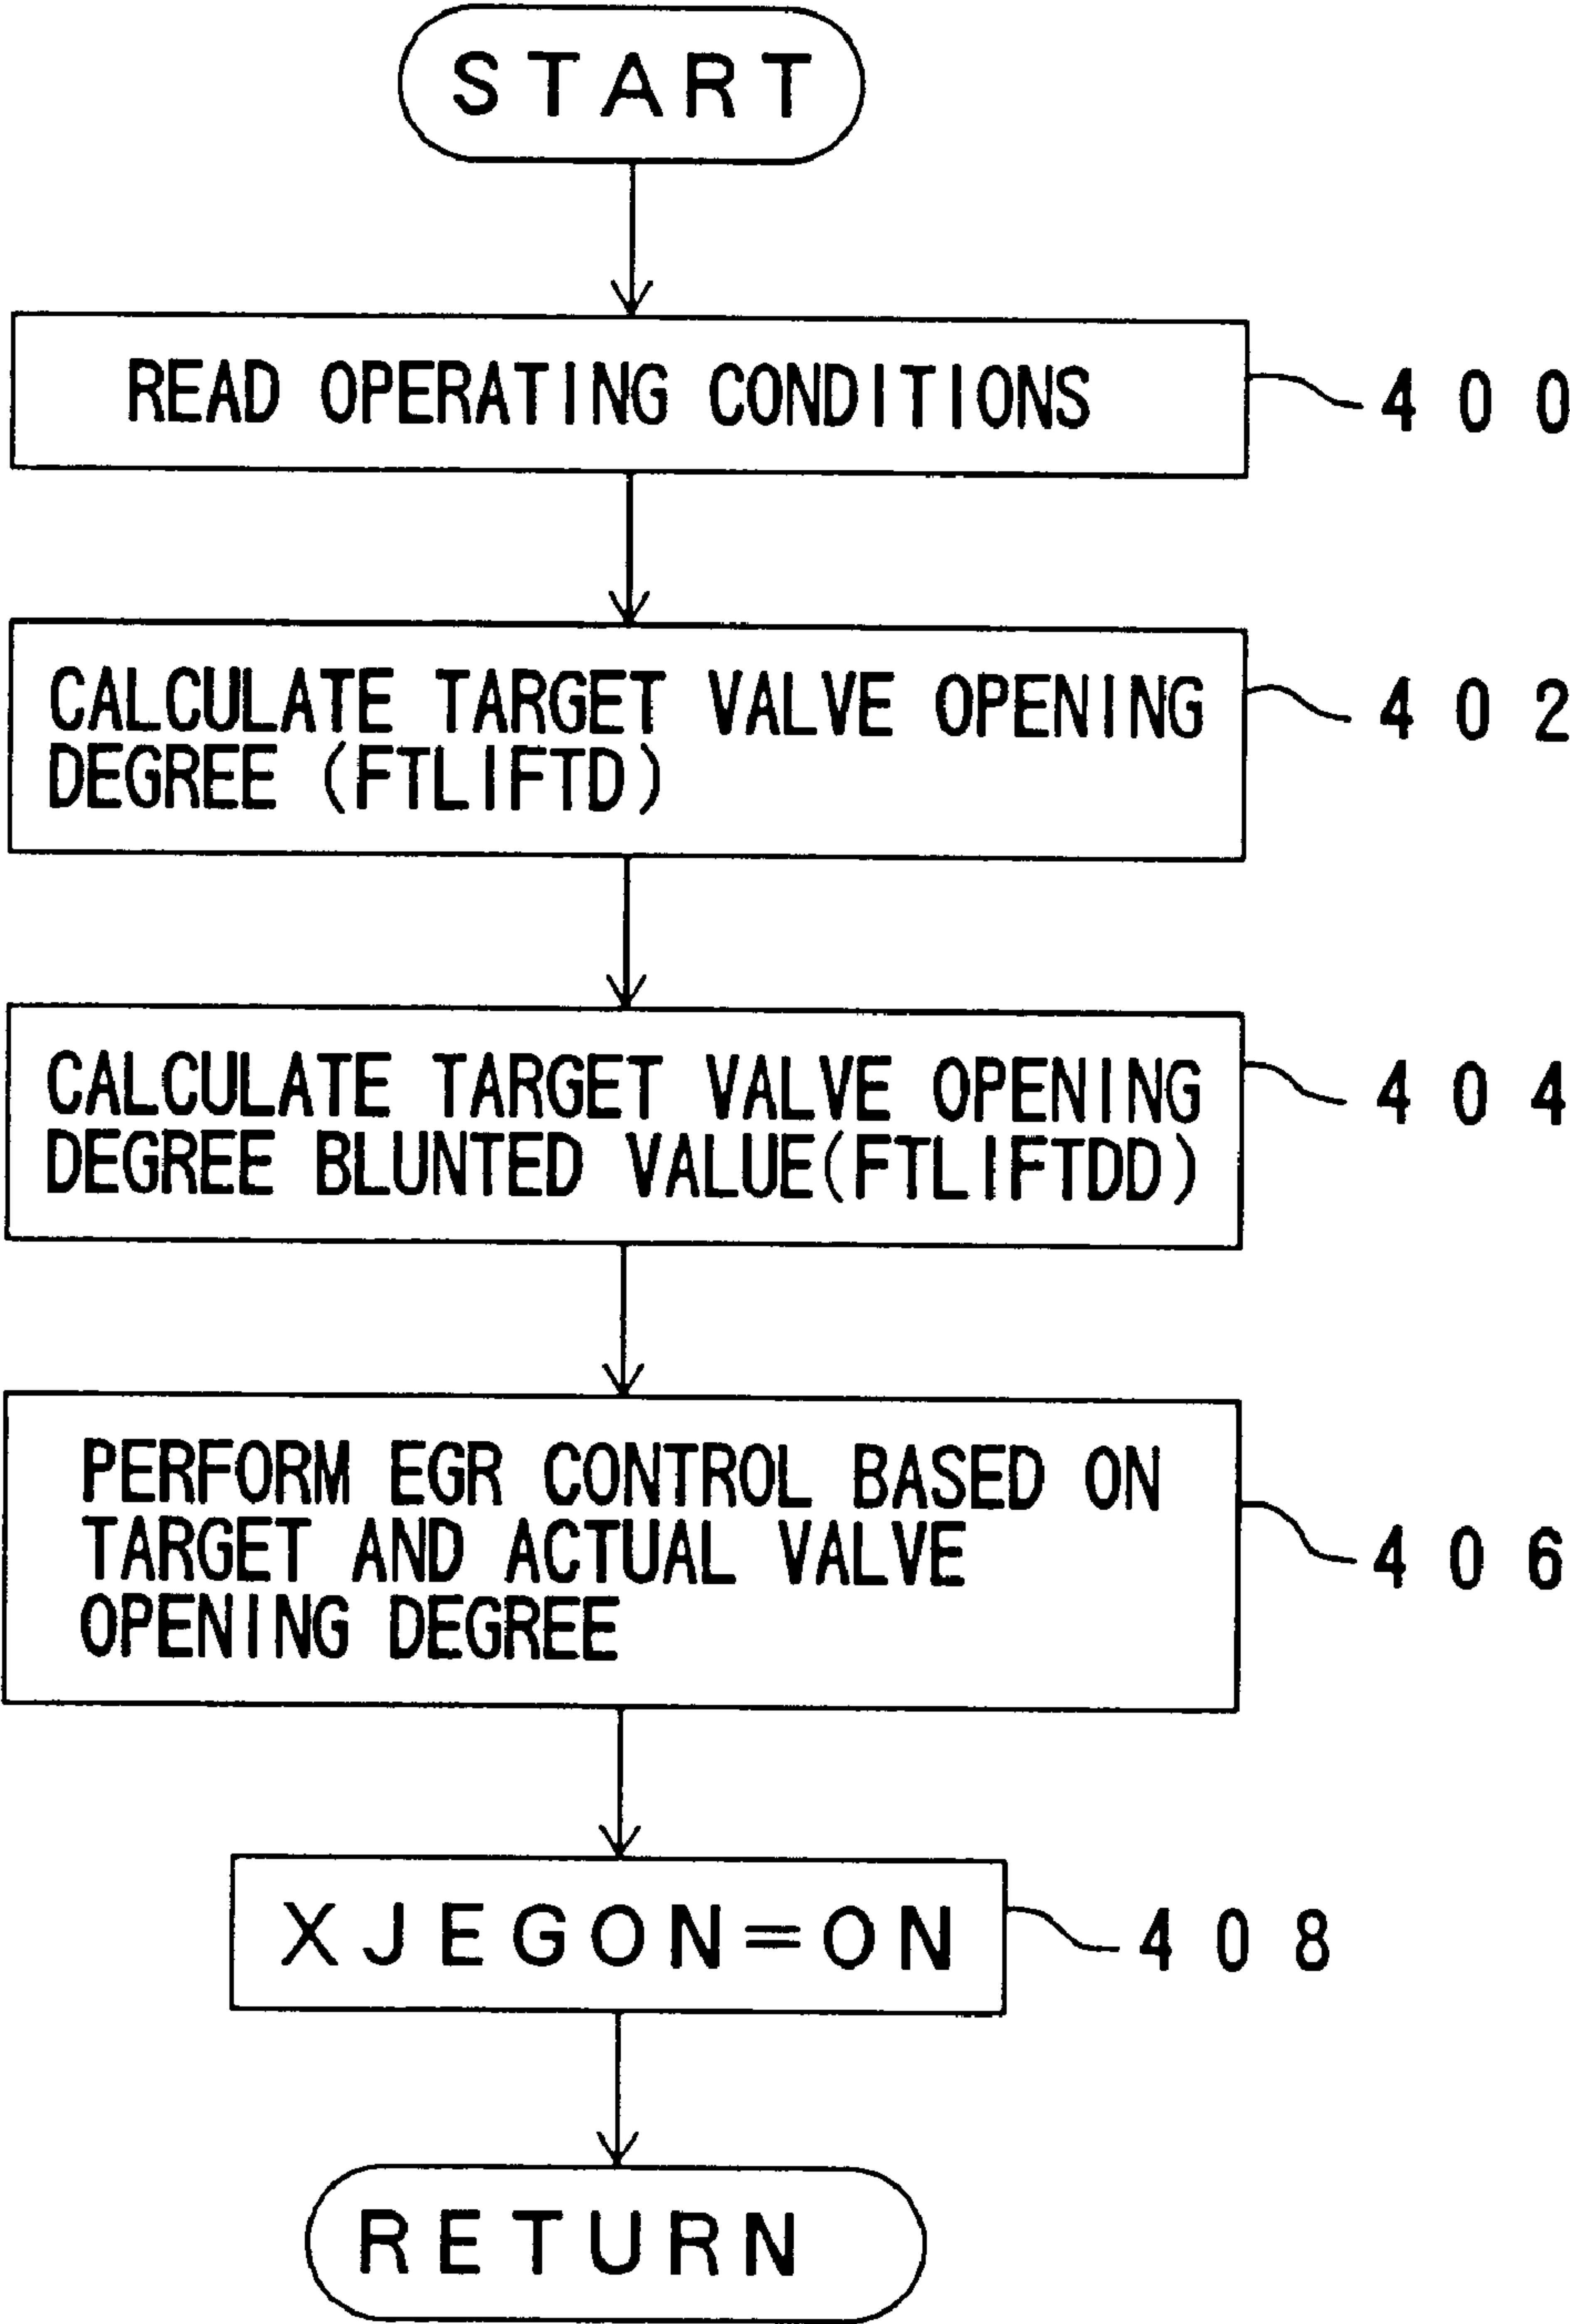 START
READ OPERATING CONDITIONS
400
CALCULATE TARGET VALVE OPENING
DEGREE (FTLIFTD)
402
CALCULATE TARGET VALVE OPENING
DEGREE BLUNTED VALUE(FTLIFTDD)
404
PERFORM EGR CONTROL BASED ON
TARGET AND ACTUAL VALVE
OPENING DEGREE
406
XJEGON=ON
408
RETURN